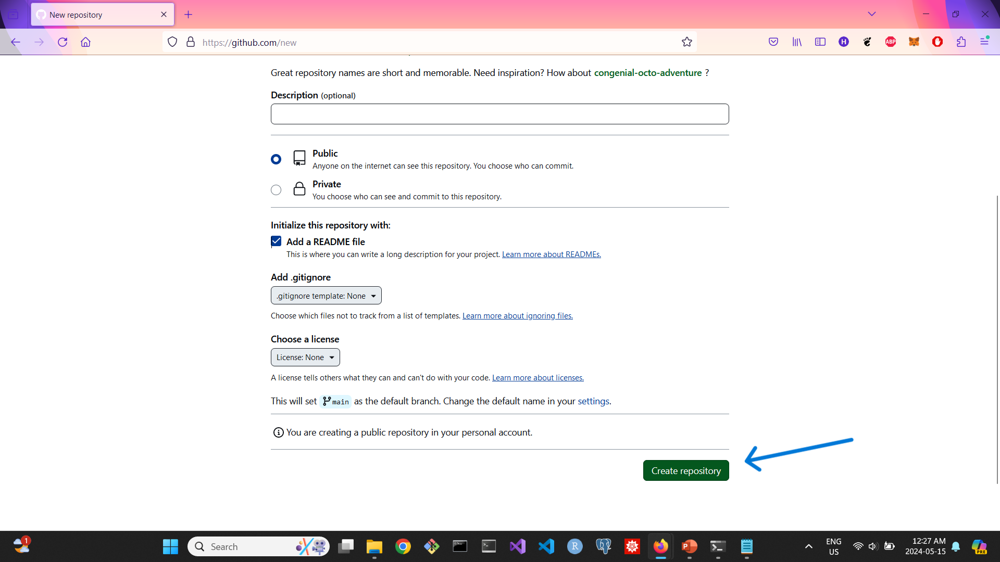 New repository
https://github.com/new
H
ABP
Great repository names are short and memorable. Need inspiration? How about congenial-octo-adventure ?
Description (optional)
Public
Anyone on the internet can see this repository. You choose who can commit.
Private
You choose who can see and commit to this repository.
Initialize this repository with:
Add a README file
This is where you can write a long description for your project. Learn more about READMEs.
Add .gitignore
.gitignore template: None
Choose which files not to track from a list of templates. Learn more about ignoring files.
Choose a license
License: None
A license tells others what they can and can't do with your code. Learn more about licenses.
This will set main as the default branch. Change the default name in your settings.
You are creating a public repository in your personal account.
Create repository
1
Search
R
P
ENG
US
12:27 AM
2024-05-15
PRE